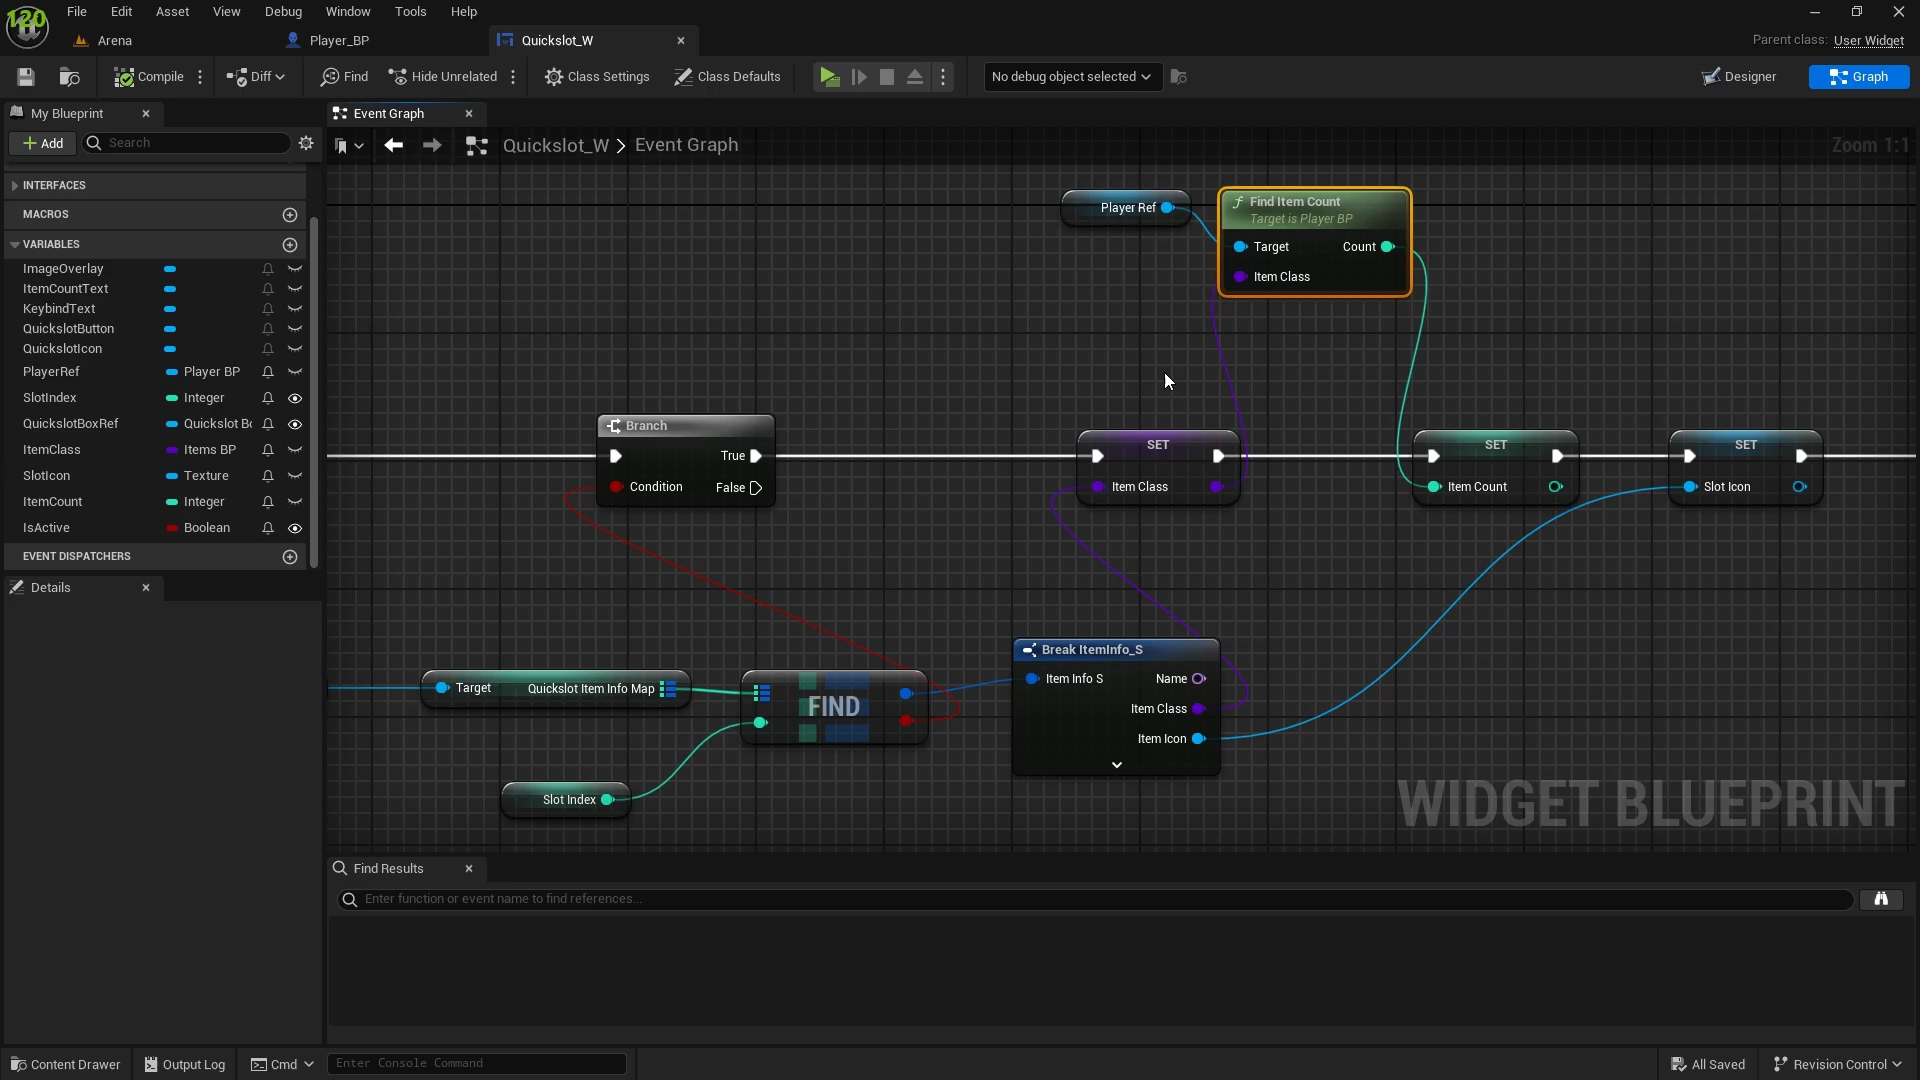 120
File Edit Asset View Debug Window Tools Help
Arena
Player_BP
Quickslot_W
Parent class: User Widget
Compile
Diff
Find
Hide Unrelated
Class Settings
Class Defaults
No debug object selected
Designer
Graph
My Blueprint
Event Graph
Add
Search
Quickslot_W > Event Graph
Zoom 1:1
INTERFACES
MACROS
VARIABLES
ImageOverlay
ItemCountText
KeybindText
QuickslotButton
QuickslotIcon
PlayerRef Player BP
SlotIndex Integer
QuickslotBoxRef Quickslot Bo
ItemClass Items BP
SlotIcon Texture
ItemCount Integer
IsActive Boolean
EVENT DISPATCHERS
Details
Player Ref
f Find Item Count
Target is Player BP
Target Count
Item Class
Branch
True
Condition False
SET
Item Class
SET
Item Count
SET
Slot Icon
Target Quickslot Item Info Map
FIND
Slot Index
Break ItemInfo_S
Item Info S Name
Item Class
Item Icon
WIDGET BLUEPRINT
Find Results
Enter function or event name to find references...
Content Drawer
Output Log
Cmd
Enter Console Command
All Saved
Revision Control